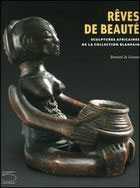 RÊVES
DE BEAUTÉ
SCULPTURES AFRICAINES
DE LA COLLECTION BLANPAIN
Bernard de Grunne